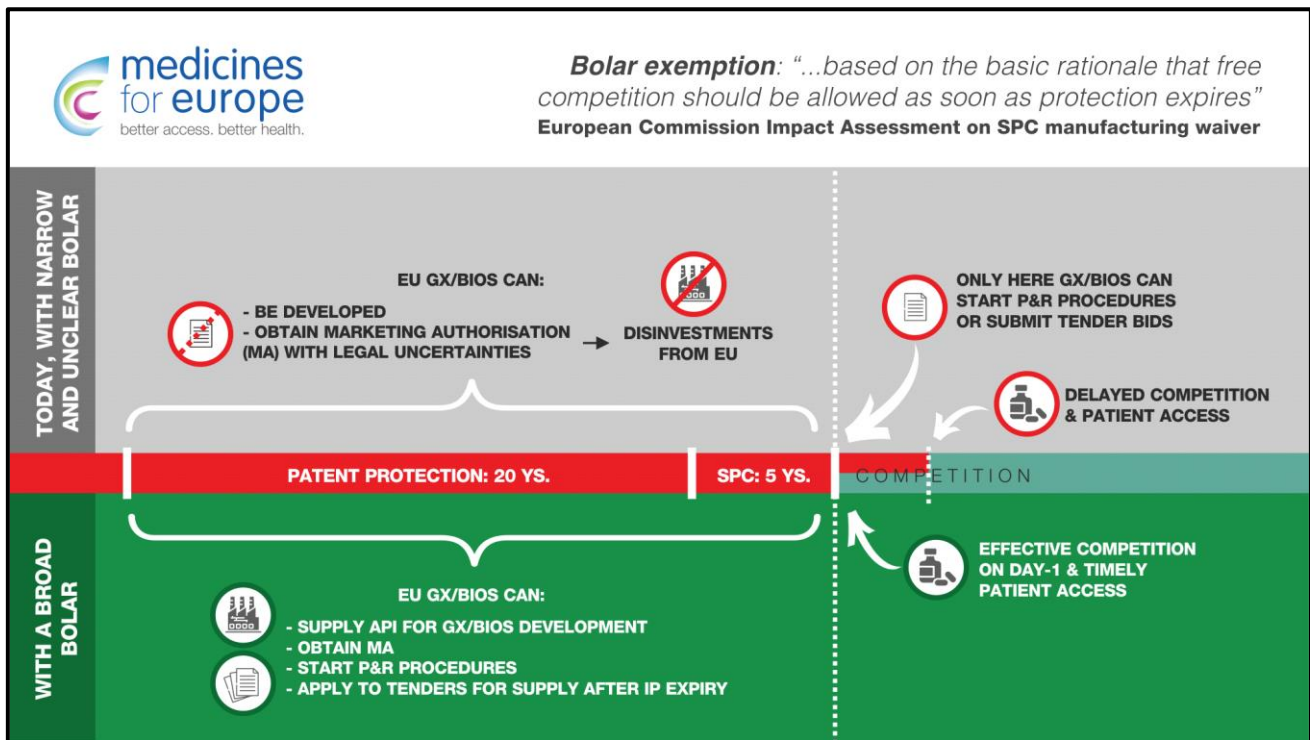 medicines
for europe
better access. better health.
Bolar exemption: “...based on the basic rationale that free
competition should be allowed as soon as protection expires”
European Commission Impact Assessment on SPC manufacturing waiver
TODAY, WITH NARROW
AND UNCLEAR BOLAR
EU GX/BIOS CAN:
- BE DEVELOPED
- OBTAIN MARKETING AUTHORISATION
(MA) WITH LEGAL UNCERTAINTIES
DISINVESTMENTS
FROM EU
ONLY HERE GX/BIOS CAN
START P&R PROCEDURES
OR SUBMIT TENDER BIDS
DELAYED COMPETITION
& PATIENT ACCESS
PATENT PROTECTION: 20 YS.
SPC: 5 YS.
COMPETITION
WITH A BROAD
BOLAR
EU GX/BIOS CAN:
- SUPPLY API FOR GX/BIOS DEVELOPMENT
- OBTAIN MA
- START P&R PROCEDURES
- APPLY TO TENDERS FOR SUPPLY AFTER IP EXPIRY
EFFECTIVE COMPETITION
ON DAY-1 & TIMELY
PATIENT ACCESS